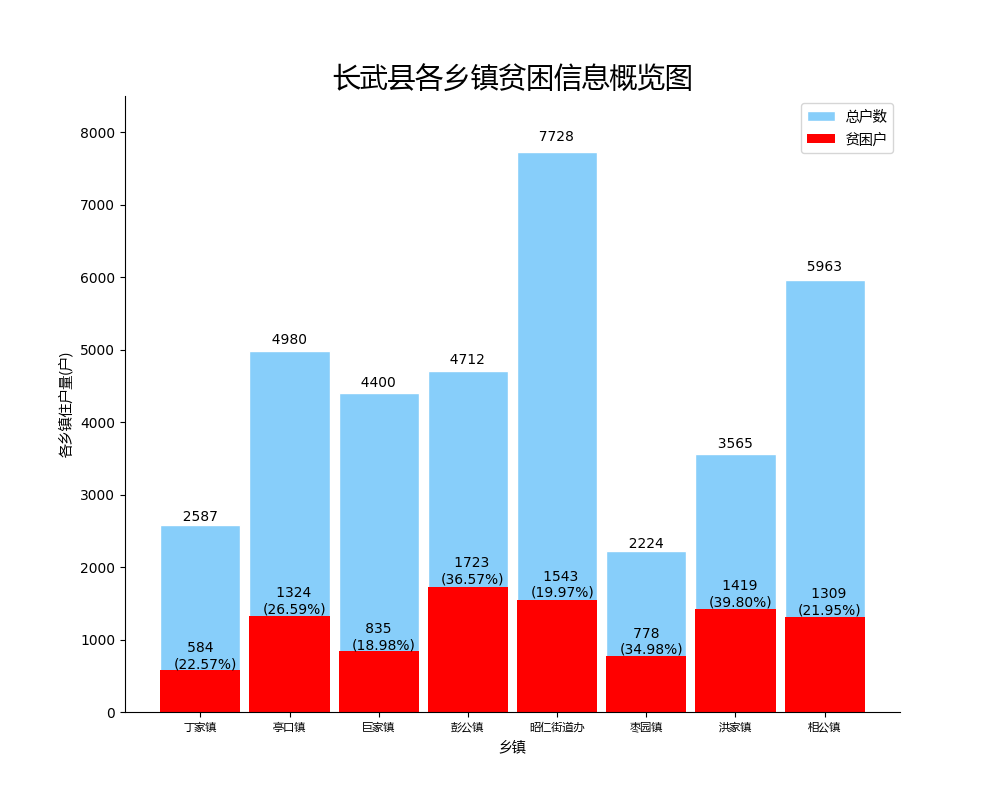 长武县各乡镇贫困信息概览图
总户数
贫困户
各乡镇住户量(户)
8000
7000
6000
5000
4000
3000
2000
1000
0
2587
584
(22.57%)
4980
1324
(26.59%)
4400
835
(18.98%)
4712
1723
(36.57%)
7728
1543
(19.97%)
2224
778
(34.98%)
3565
1419
(39.80%)
5963
1309
(21.95%)
丁家镇
亭口镇
巨家镇
彭公镇
昭仁街道办
枣园镇
洪家镇
相公镇
乡镇